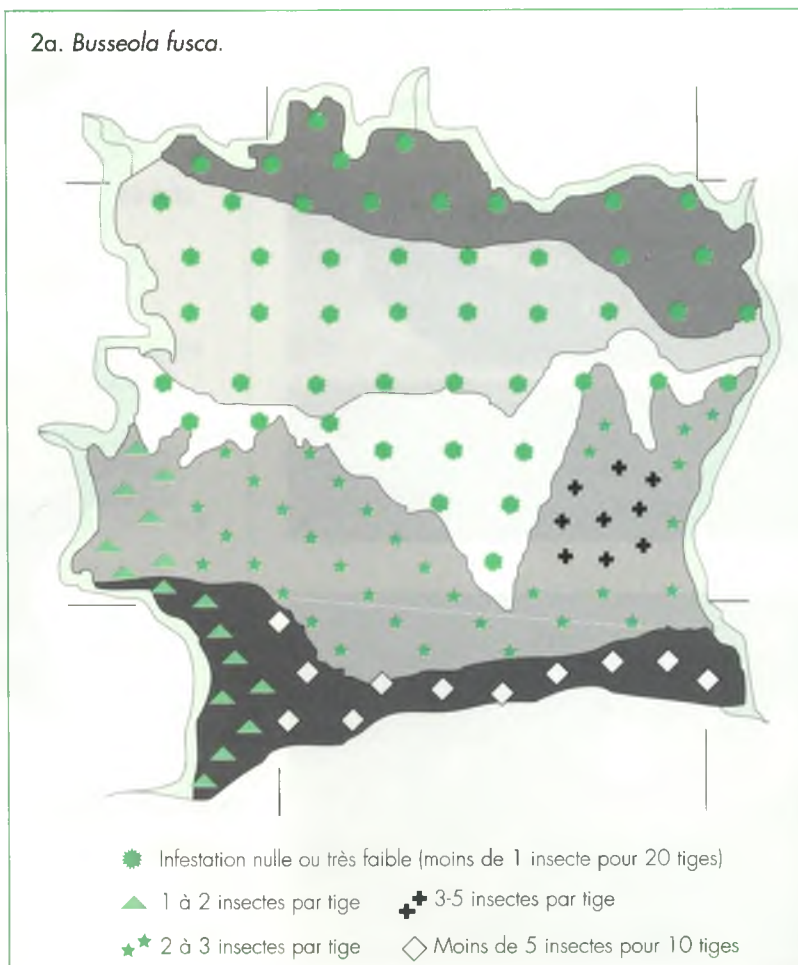 2a. Busseola fusca.
Infestation nulle ou très faible (moins de 1 insecte pour 20 tiges)
1 à 2 insectes par tige
3-5 insectes par tige
2 à 3 insectes par tige
Moins de 5 insectes pour 10 tiges